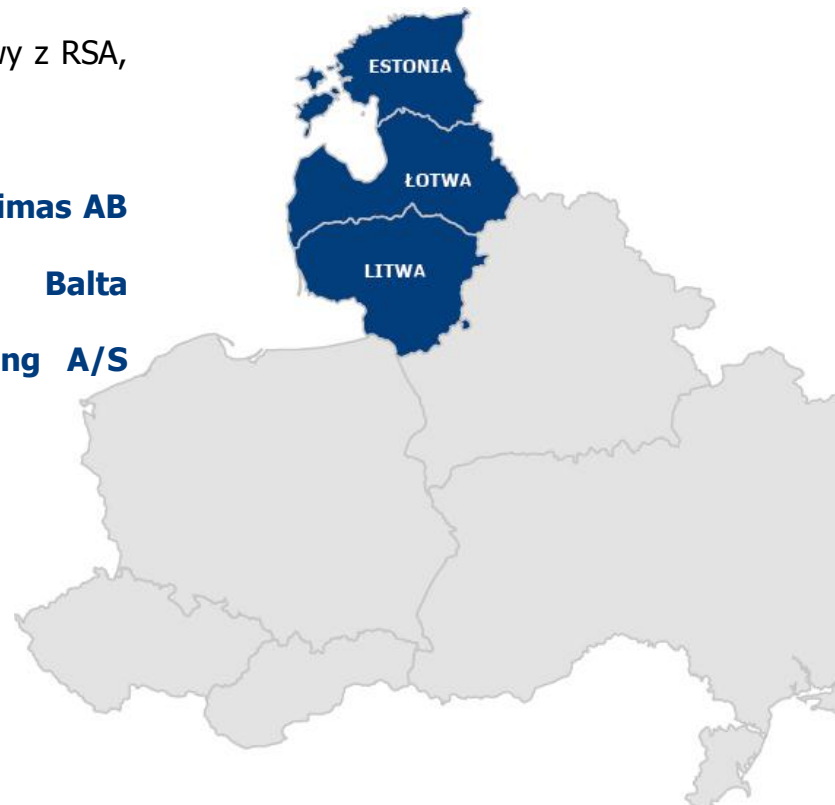 wy z RSA,
imas AB
Balta
ng A/S
ESTONIA
ŁOTWA
LITWA